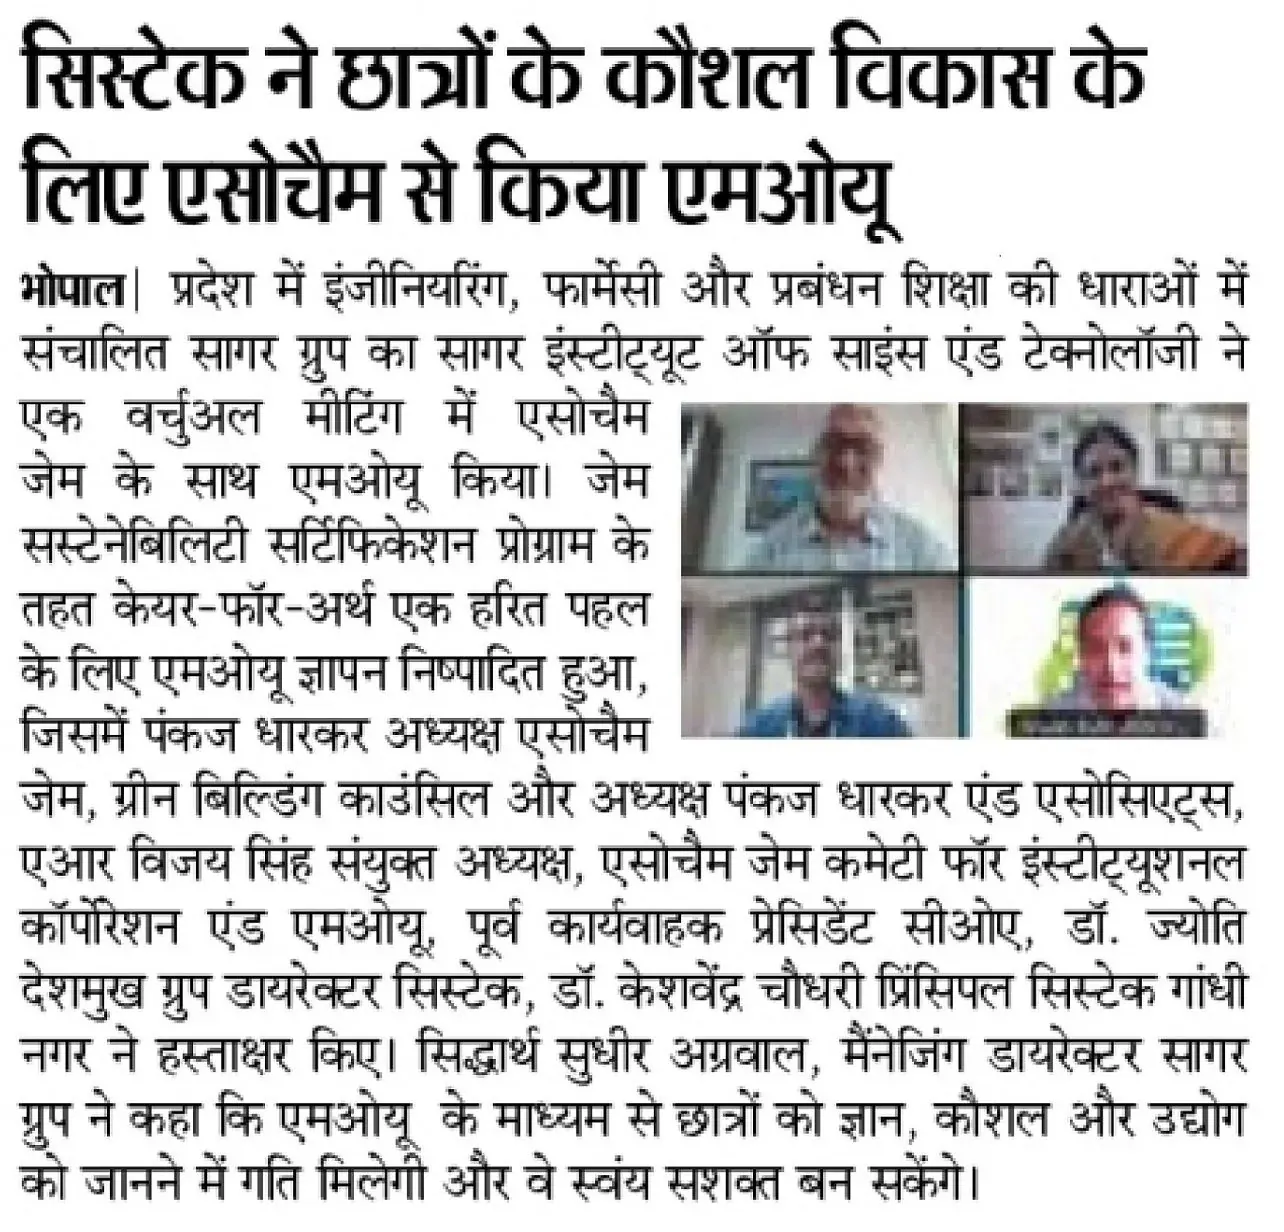 सिस्टेक ने छात्रों के कौशल विकास के
लिए एसोचैम से किया एमओयू
भोपाल| प्रदेश में इंजीनियरिंग, फार्मेसी और प्रबंधन शिक्षा की धाराओं में
संचालित सागर ग्रुप का सागर इंस्टीट्यूट ऑफ साइंस एंड टेक्नोलॉजी ने
एक वर्चुअल मीटिंग में एसोचैम
जेम के साथ एमओयू किया। जेम
सस्टेनेबिलिटी सर्टिफिकेशन प्रोग्राम के
तहत केयर-फॉर-अर्थ एक हरित पहल
के लिए एमओयू ज्ञापन निष्पादित हुआ,
जिसमें पंकज धारकर अध्यक्ष एसोचैम
जेम, ग्रीन बिल्डिंग काउंसिल और अध्यक्ष पंकज धारकर एंड एसोसिएट्स,
एआर विजय सिंह संयुक्त अध्यक्ष, एसोचैम जेम कमेटी फॉर इंस्टीट्यूशनल
कॉर्पोरेशन एंड एमओयू, पूर्व कार्यवाहक प्रेसिडेंट सीओए, डॉ. ज्योति
देशमुख ग्रुप डायरेक्टर सिस्टेक, डॉ. केशवेंद्र चौधरी प्रिंसिपल सिस्टेक गांधी
नगर ने हस्ताक्षर किए। सिद्धार्थ सुधीर अग्रवाल, मैंनेजिंग डायरेक्टर सागर
ग्रुप ने कहा कि एमओयू के माध्यम से छात्रों को ज्ञान, कौशल और उद्योग
को जानने में गति मिलेगी और वे स्वंय सशक्त बन सकेंगे।